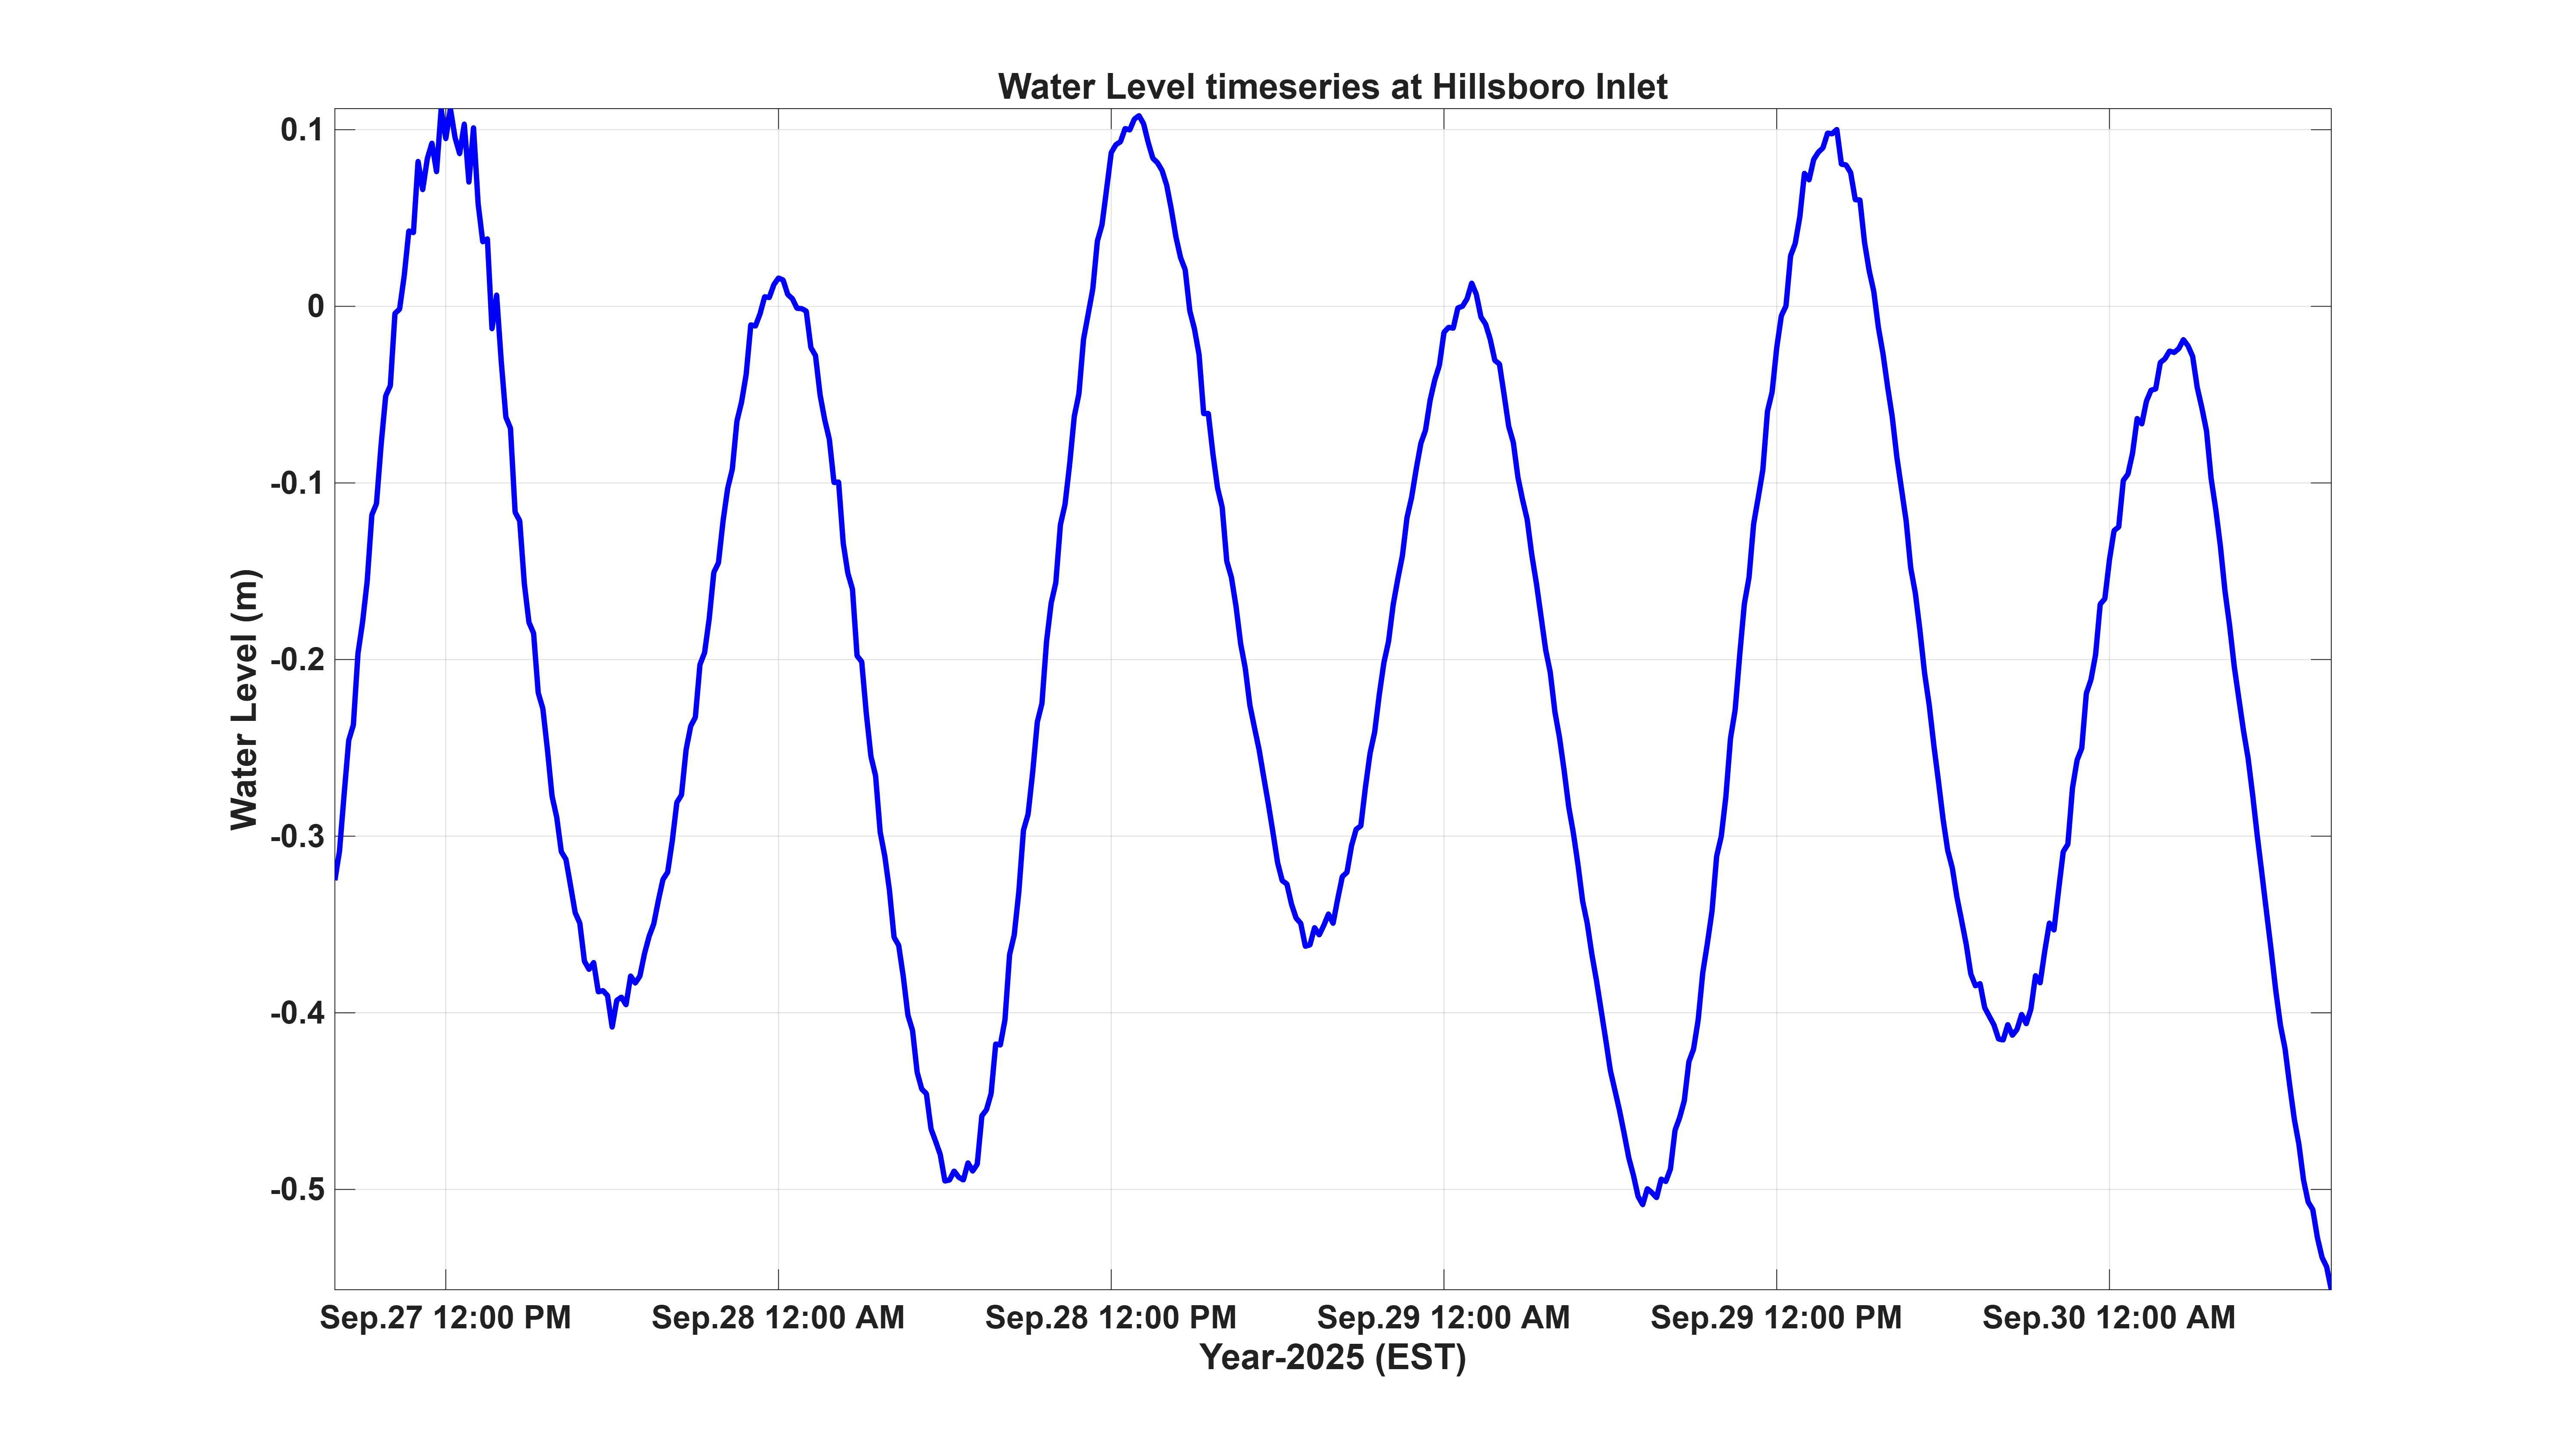 Water Level timeseries at Hillsboro Inlet
0.1
0
-0.1
-0.2
-0.3
-0.4
-0.5
Water Level (m)
Sep.27 12:00 PM
Sep.28 12:00 AM
Sep.28 12:00 PM
Sep.29 12:00 AM
Sep.29 12:00 PM
Sep.30 12:00 AM
Year-2025 (EST)